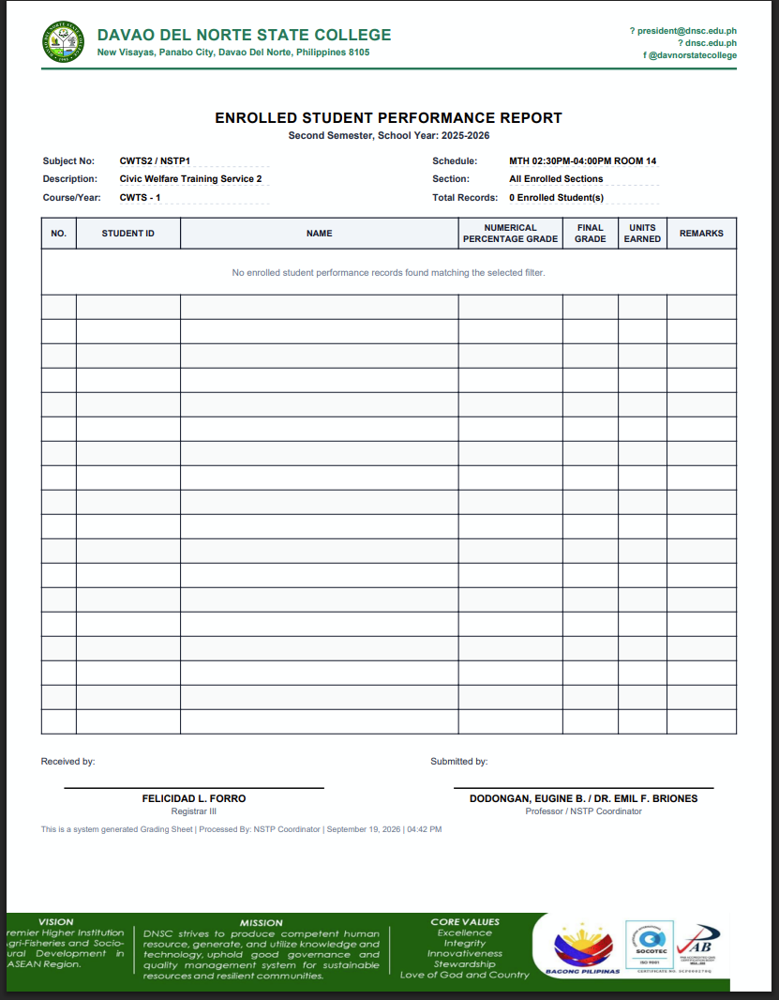 DAVAO DEL NORTE STATE COLLEGE
New Visayas, Panabo City, Davao Del Norte, Philippines 8105
? president@dnsc.edu.ph
? dnsc.edu.ph
f @davnorstatecollege
ENROLLED STUDENT PERFORMANCE REPORT
Second Semester, School Year: 2025-2026
Subject No: CWTS2 / NSTP1
Schedule: MTH 02:30PM-04:00PM ROOM 14
Description: Civic Welfare Training Service 2
Section: All Enrolled Sections
Course/Year: CWTS - 1
Total Records: 0 Enrolled Student(s)
NO. STUDENT ID NAME NUMERICAL PERCENTAGE GRADE FINAL GRADE UNITS EARNED REMARKS
No enrolled student performance records found matching the selected filter.
Received by:
Submitted by:
FELICIDAD L. FORRO
Registrar III
DODONGAN, EUGINE B. / DR. EMIL F. BRIONES
Professor / NSTP Coordinator
This is a system generated Grading Sheet | Processed By: NSTP Coordinator | September 19, 2026 | 04:42 PM
VISION
remier Higher Institution
gri-Fisheries and Socio-
ural Development in
ASEAN Region.
MISSION
DNSC strives to produce competent human
resource, generate, and utilize knowledge and
technology, uphold good governance and
quality management system for sustainable
resources and resilient communities.
CORE VALUES
Excellence
Integrity
Innovativeness
Stewardship
Love of God and Country
BAGONG PILIPINAS
SOCOTEC
ISO 9001
AB